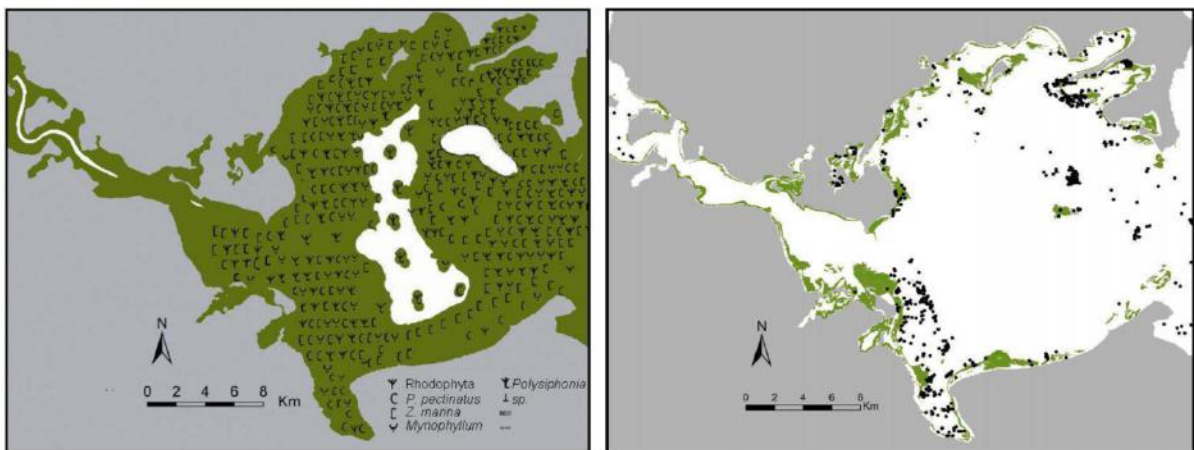 N
0 2 4 6 8
Km
Rhodophyta
P. pectinatus
Z. marina
Myriophyllum
Polysiphonia
sp.
N
0 2 4 6 8
Km